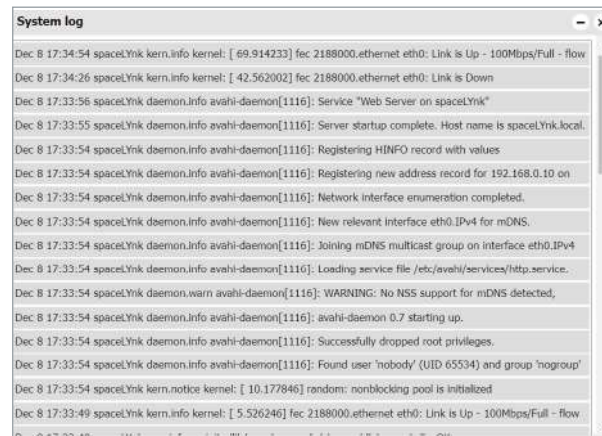 System log
Dec 8 17:34:54 spaceLYnk kern.info kernel: [ 69.914233] fec 2188000.ethernet eth0: Link is Up - 100Mbps/Full - flow
Dec 8 17:34:26 spaceLYnk kern.info kernel: [ 42.562002] fec 2188000.ethernet eth0: Link is Down
Dec 8 17:33:56 spaceLYnk daemon.info avahi-daemon[1116]: Service "Web Server on spaceLYnk"
Dec 8 17:33:55 spaceLYnk daemon.info avahi-daemon[1116]: Server startup complete. Host name is spaceLYnk.local.
Dec 8 17:33:54 spaceLYnk daemon.info avahi-daemon[1116]: Registering HINFO record with values
Dec 8 17:33:54 spaceLYnk daemon.info avahi-daemon[1116]: Registering new address record for 192.168.0.10 on
Dec 8 17:33:54 spaceLYnk daemon.info avahi-daemon[1116]: Network interface enumeration completed.
Dec 8 17:33:54 spaceLYnk daemon.info avahi-daemon[1116]: New relevant interface eth0.IPv4 for mDNS.
Dec 8 17:33:54 spaceLYnk daemon.info avahi-daemon[1116]: Joining mDNS multicast group on interface eth0.IPv4
Dec 8 17:33:54 spaceLYnk daemon.info avahi-daemon[1116]: Loading service file /etc/avahi/services/http.service.
Dec 8 17:33:54 spaceLYnk daemon.warn avahi-daemon[1116]: WARNING: No NSS support for mDNS detected,
Dec 8 17:33:54 spaceLYnk daemon.info avahi-daemon[1116]: avahi-daemon 0.7 starting up.
Dec 8 17:33:54 spaceLYnk daemon.info avahi-daemon[1116]: Successfully dropped root privileges.
Dec 8 17:33:54 spaceLYnk daemon.info avahi-daemon[1116]: Found user 'nobody' (UID 65534) and group 'nogroup'
Dec 8 17:33:54 spaceLYnk kern.notice kernel: [ 10.177846] random: nonblocking pool is initialized
Dec 8 17:33:49 spaceLYnk kern.info kernel: [ 5.526246] fec 2188000.ethernet eth0: Link is Up - 100Mbps/Full - flow